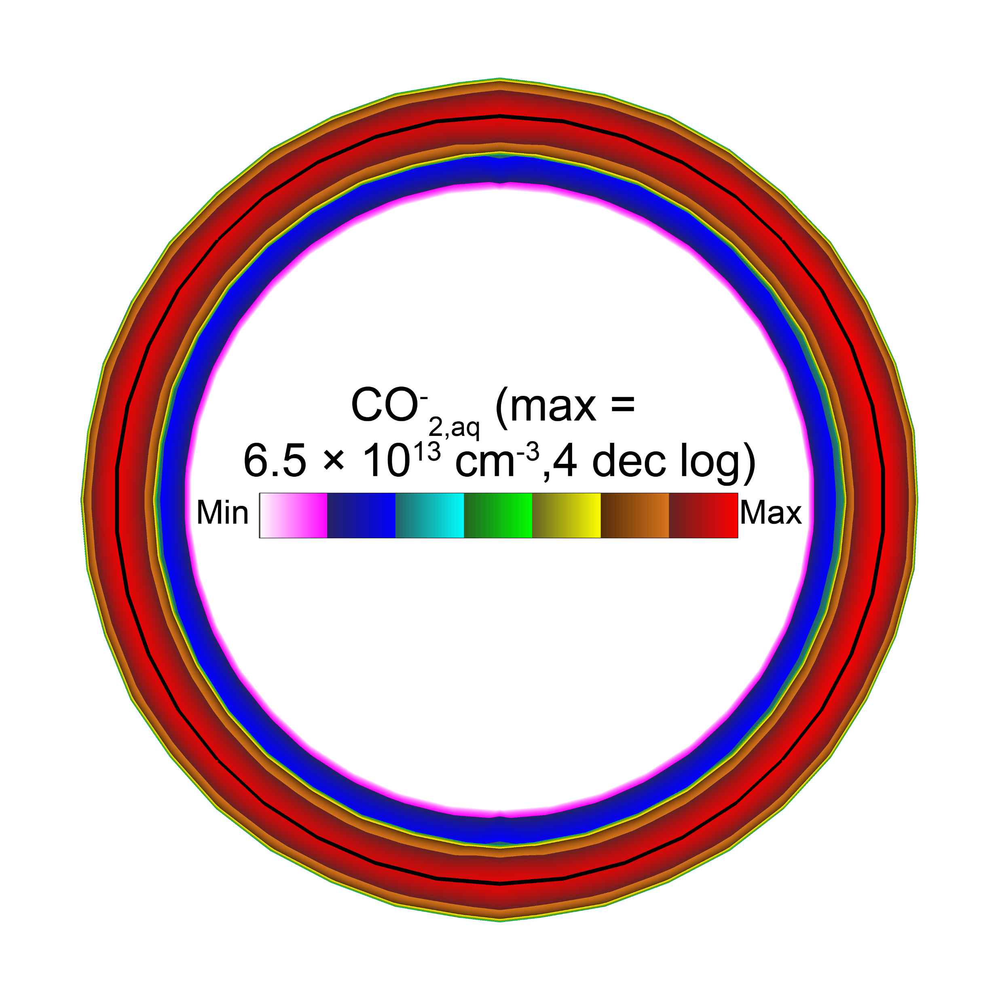 CO⁻₂,aq (max =
6.5 × 10¹³ cm⁻³,4 dec log)
Min Max